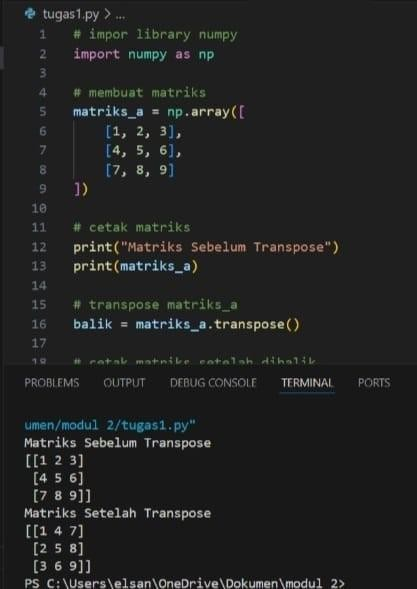 tugas1.py > ...
1 # impor library numpy
2 import numpy as np
3
4 # membuat matriks
5 matriks_a = np.array([
6 [1, 2, 3],
7 [4, 5, 6],
8 [7, 8, 9]
9 ])
10
11 # cetak matriks
12 print("Matriks Sebelum Transpose")
13 print(matriks_a)
14
15 # transpose matriks_a
16 balik = matriks_a.transpose()
17
18 # cetak matriks setelah dibalik
PROBLEMS OUTPUT DEBUG CONSOLE TERMINAL PORTS
umen/modul 2/tugas1.py"
Matriks Sebelum Transpose
[[1 2 3]
[4 5 6]
[7 8 9]]
Matriks Setelah Transpose
[[1 4 7]
[2 5 8]
[3 6 9]]
PS C:\Users\elsan\OneDrive\Dokumen\modul 2>